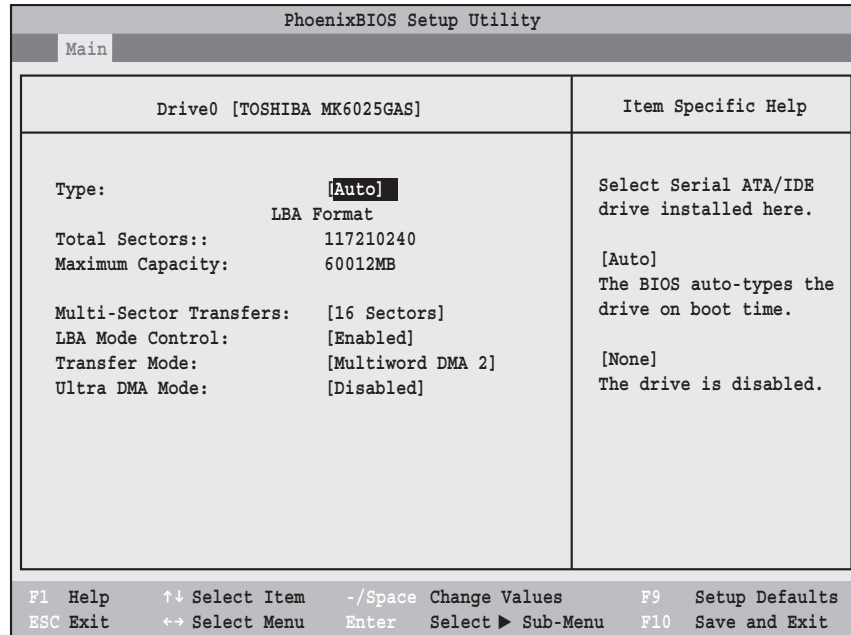 PhoenixBIOS Setup Utility
Main
Drive0 [TOSHIBA MK6025GAS]
Item Specific Help
Type: [Auto]
LBA Format
Total Sectors:: 117210240
Maximum Capacity: 60012MB
Multi-Sector Transfers: [16 Sectors]
LBA Mode Control: [Enabled]
Transfer Mode: [Multiword DMA 2]
Ultra DMA Mode: [Disabled]
Select Serial ATA/IDE
drive installed here.
[Auto]
The BIOS auto-types the
drive on boot time.
[None]
The drive is disabled.
F1 Help ↑↓ Select Item -/Space Change Values F9 Setup Defaults
ESC Exit ←→ Select Menu Enter Select ▶ Sub-Menu F10 Save and Exit